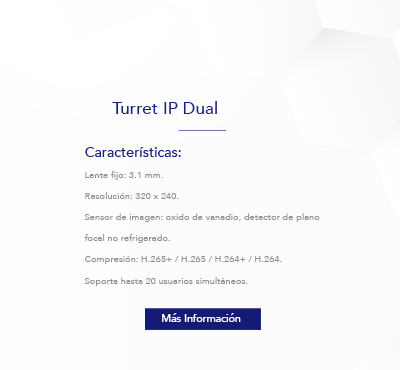 Turret IP Dual
Características:
Lente fijo: 3.1 mm.
Resolución: 320 x 240.
Sensor de imagen: oxido de vanadio, detector de plano
focal no refrigerado.
Compresión: H.265+ / H.265 / H.264+ / H.264.
Soporta hasta 20 usuarios simultáneos.
Más Información